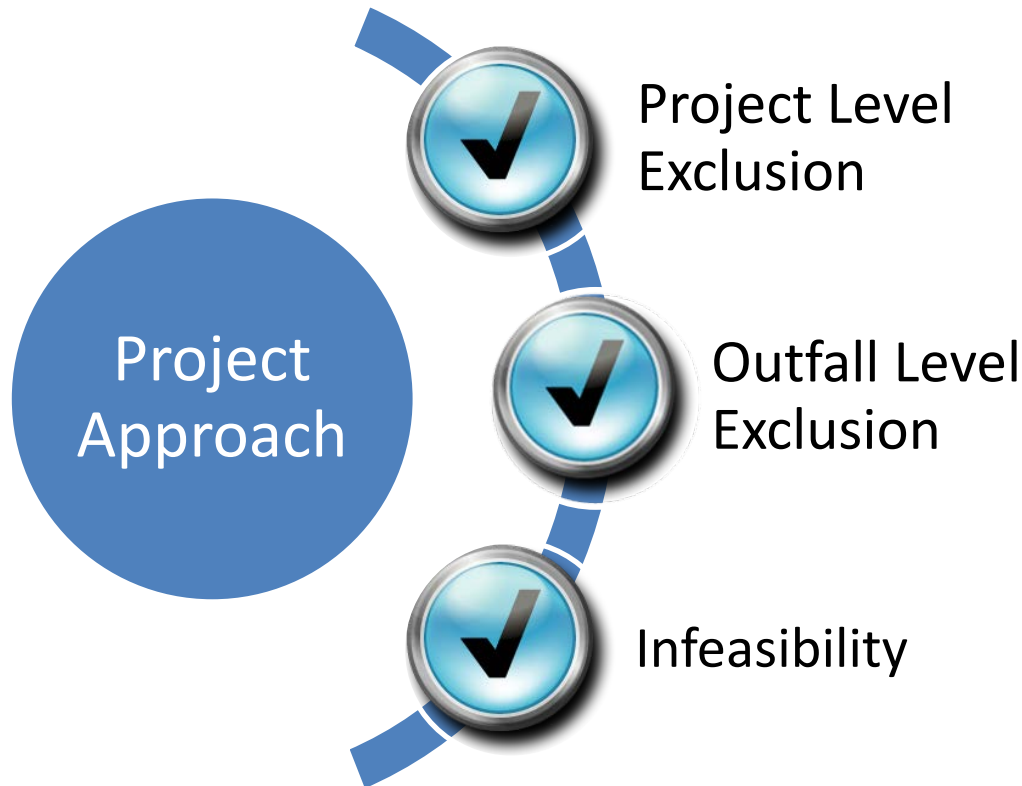 Project Level
Exclusion
Project
Approach
Outfall Level
Exclusion
Infeasibility